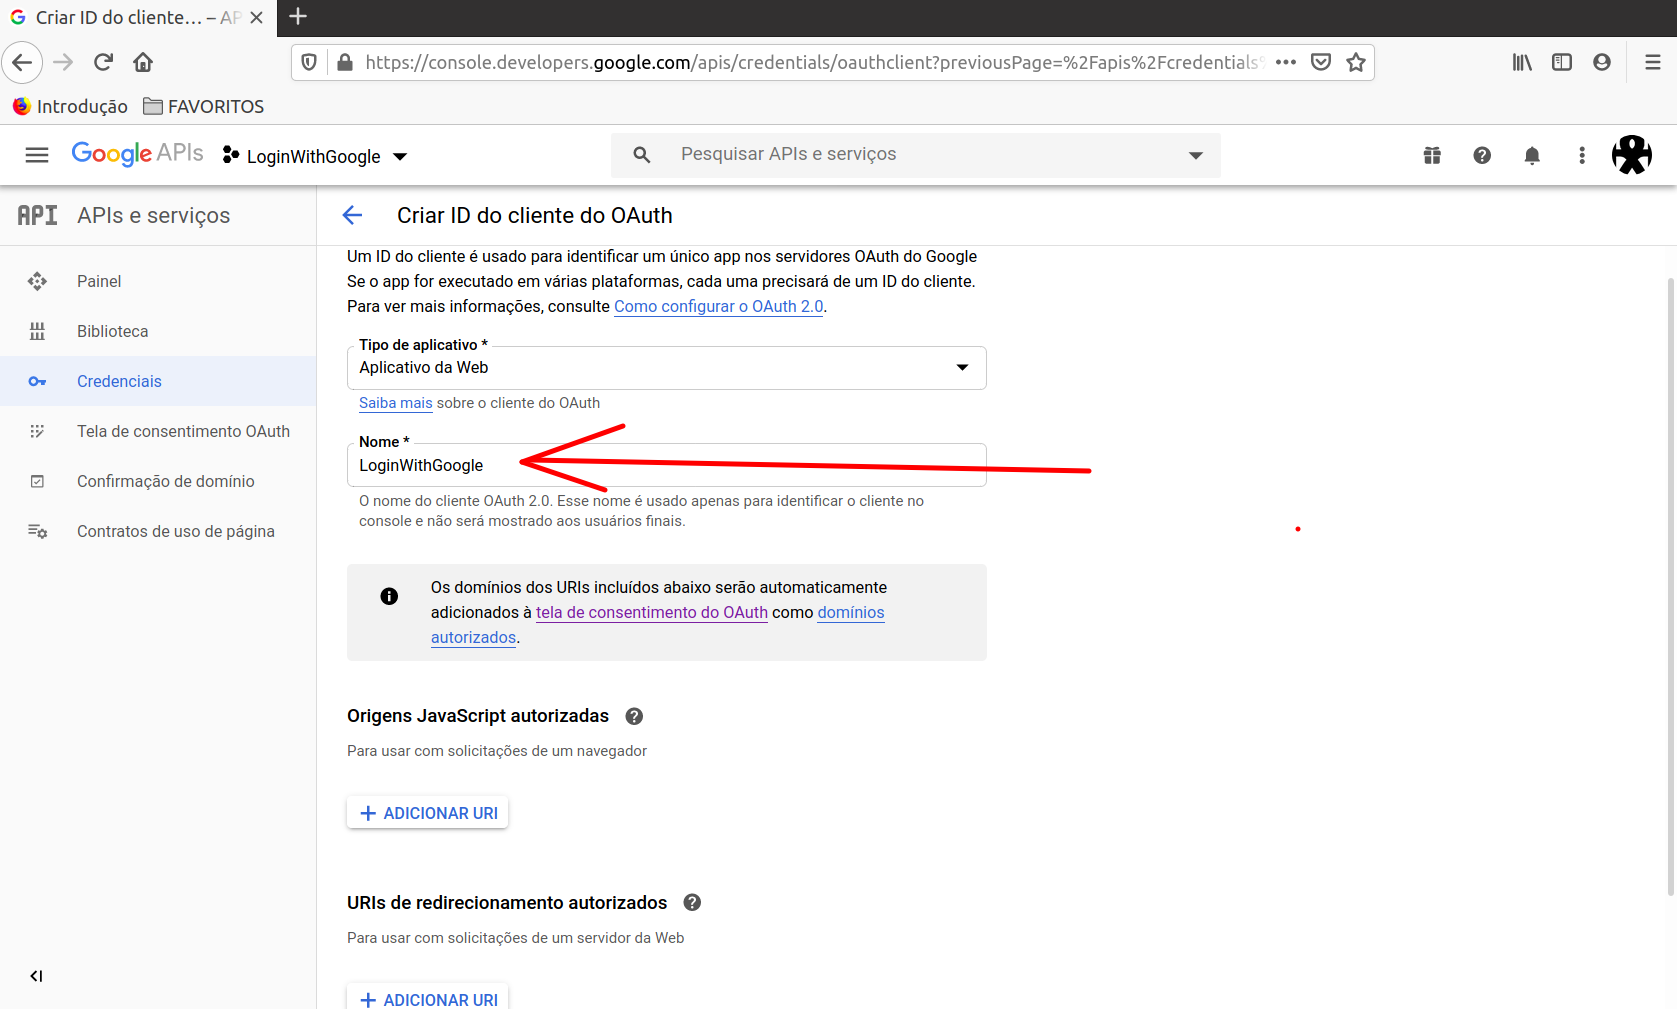 Criar ID do cliente… – AP
https://console.developers.google.com/apis/credentials/oauthclient?previousPage=%2Fapis%2Fcredentials%
Introdução FAVORITOS
Google APIs LoginWithGoogle Pesquisar APIs e serviços
API APIs e serviços
Painel
Biblioteca
Credenciais
Tela de consentimento OAuth
Confirmação de domínio
Contratos de uso de página
Criar ID do cliente do OAuth
Um ID do cliente é usado para identificar um único app nos servidores OAuth do Google
Se o app for executado em várias plataformas, cada uma precisará de um ID do cliente.
Para ver mais informações, consulte Como configurar o OAuth 2.0.
Tipo de aplicativo *
Aplicativo da Web
Saiba mais sobre o cliente do OAuth
Nome *
LoginWithGoogle
O nome do cliente OAuth 2.0. Esse nome é usado apenas para identificar o cliente no
console e não será mostrado aos usuários finais.
Os domínios dos URIs incluídos abaixo serão automaticamente
adicionados à tela de consentimento do OAuth como domínios
autorizados.
Origens JavaScript autorizadas
Para usar com solicitações de um navegador
+ ADICIONAR URI
URIs de redirecionamento autorizados
Para usar com solicitações de um servidor da Web
+ ADICIONAR URI